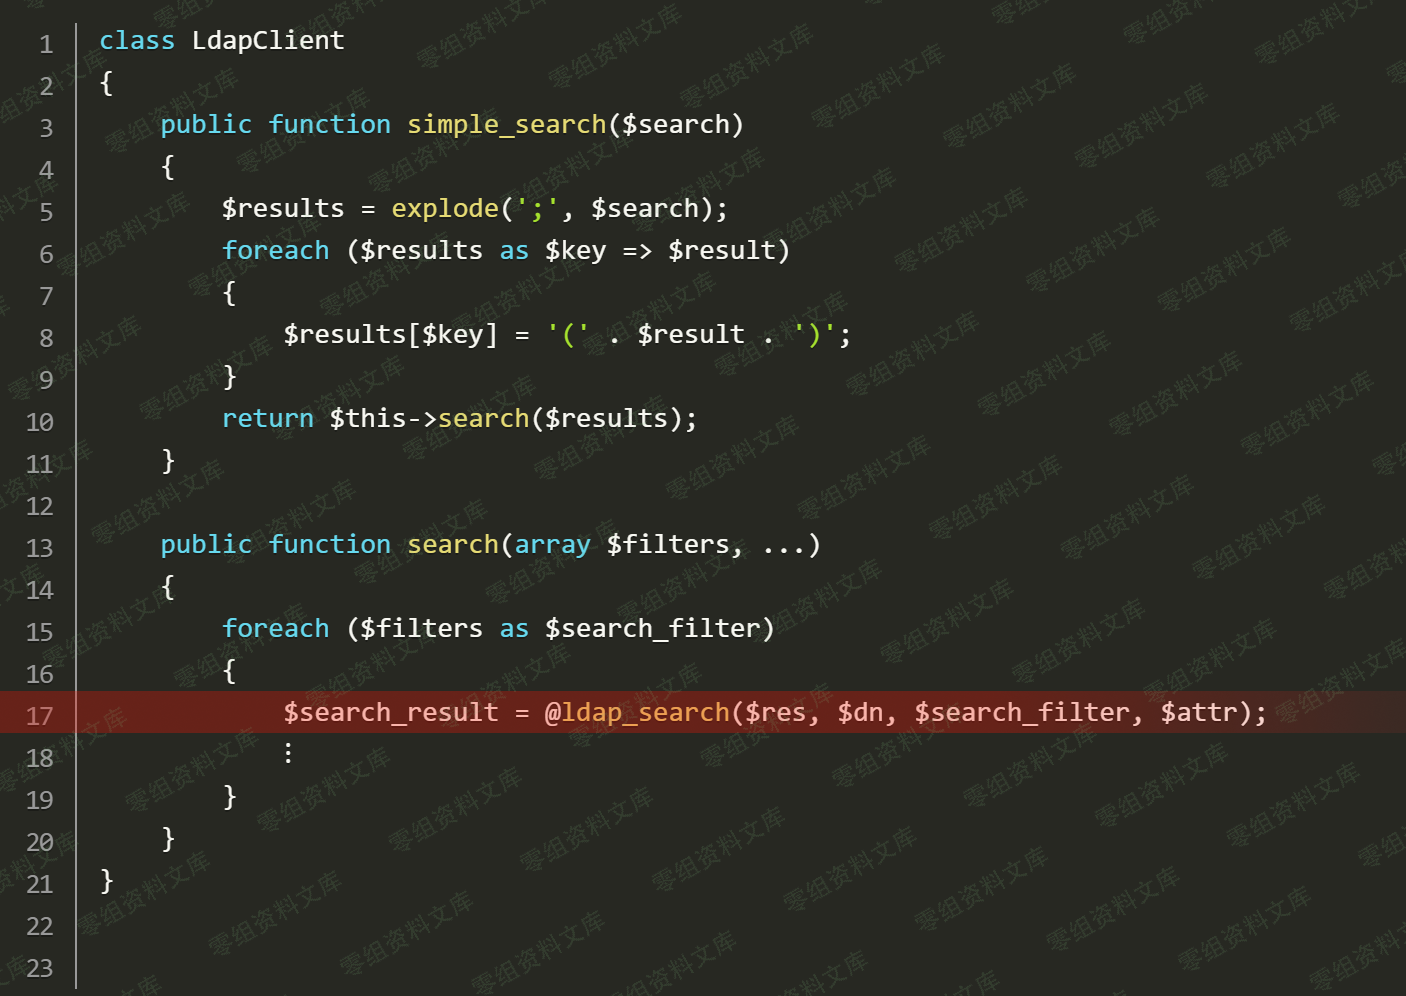 1 class LdapClient
2 {
3     public function simple_search($search)
4     {
5         $results = explode(';', $search);
6         foreach ($results as $key => $result)
7         {
8             $results[$key] = '(' . $result . ')';
9         }
10         return $this->search($results);
11     }
12
13     public function search(array $filters, ...)
14     {
15         foreach ($filters as $search_filter)
16         {
17             $search_result = @ldap_search($res, $dn, $search_filter, $attr);
18             ⋮
19         }
20     }
21 }
22
23
零组资料文库